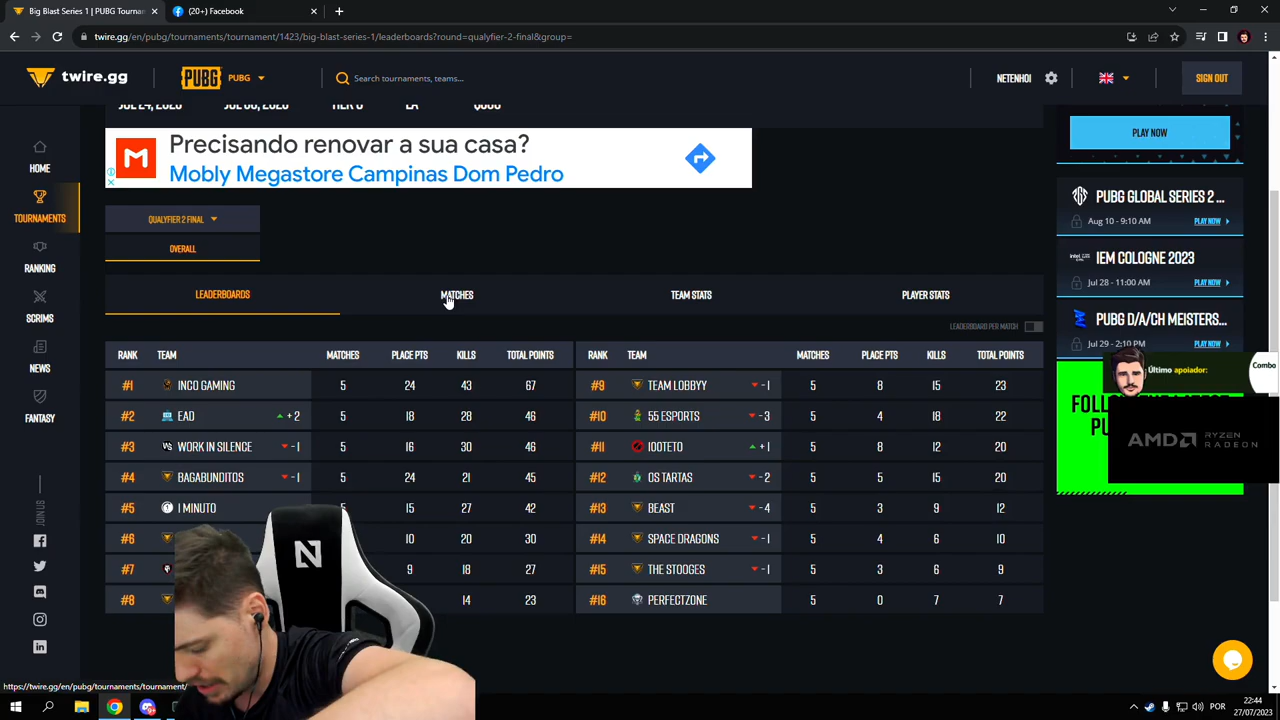 Big Blast Series 1 | PUBG Tournam
(20+) Facebook
twire.gg/en/pubg/tournaments/tournament/1423/big-blast-series-1/leaderboards?round=qualyfier-2-final&group=
twire.gg
PUBG
PUBG
Search tournaments, teams...
NETENHOI
SIGN OUT
HOME
TOURNAMENTS
RANKING
SCRIMS
NEWS
FANTASY
JOIN US
Precisando renovar a sua casa?
Mobly Megastore Campinas Dom Pedro
QUALYFIER 2 FINAL
OVERALL
LEADERBOARDS MATCHES TEAM STATS PLAYER STATS
LEADERBOARD PER MATCH
RANK TEAM MATCHES PLACE PTS KILLS TOTAL POINTS
#1 INCO GAMING 5 24 43 67
#2 EAD +2 5 18 28 46
#3 WORK IN SILENCE -1 5 16 30 46
#4 BAGABUNDITOS -1 5 24 21 45
#5 1 MINUTO 5 15 27 42
#6 10 20 30
#7 9 18 27
#8 14 23
RANK TEAM MATCHES PLACE PTS KILLS TOTAL POINTS
#9 TEAM LOBBYY -1 5 8 15 23
#10 55 ESPORTS -3 5 4 18 22
#11 100TETO +1 5 8 12 20
#12 OS TARTAS -2 5 5 15 20
#13 BEAST -4 5 3 9 12
#14 SPACE DRAGONS -1 5 4 6 10
#15 THE STOOGES -1 5 3 6 9
#16 PERFECTZONE 5 0 7 7
PLAY NOW
PUBG GLOBAL SERIES 2 ...
Aug 10 - 9:10 AM PLAY NOW
IEM COLOGNE 2023
Jul 28 - 11:00 AM PLAY NOW
PUBG D/A/CH MEISTERS...
Jul 29 - 2:10 PM PLAY NOW
Último apoiador:
Combo
AMD RYZEN
RADEON
https://twire.gg/en/pubg/tournaments/tournament/
POR
22:44
27/07/2023